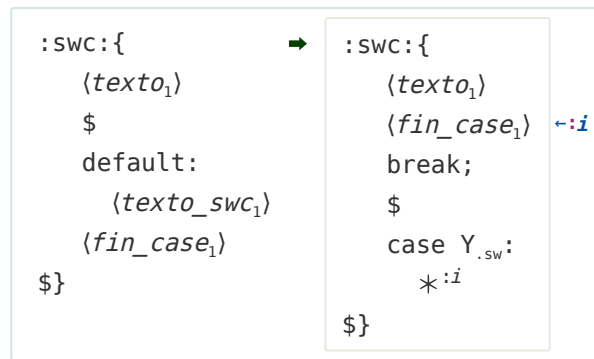 :swc:{
⟨texto₁⟩
$
default:
⟨texto_swc₁⟩
⟨fin_case₁⟩
$}
➡
:swc:{
⟨texto₁⟩
⟨fin_case₁⟩ ←:i
break;
$
case Y.sw:
*:i
$}